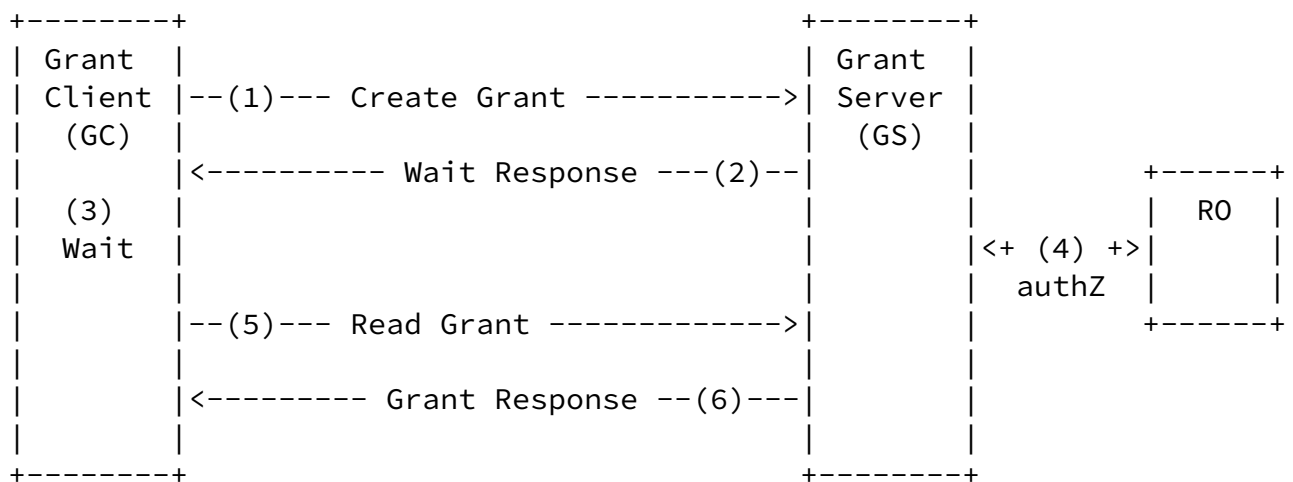 +--------+                                  +--------+
| Grant  |                                  | Grant  |
| Client |--(1)--- Create Grant ----------->| Server |
|  (GC)  |                                  |  (GS)  |
|        |<---------- Wait Response ---(2)--|        |         +------+
|  (3)   |                                  |        |         |  RO  |
|  Wait  |                                  |        |<+ (4) +>|      |
|        |                                  |        |  authZ  |      |
|        |--(5)--- Read Grant ------------->|        |         +------+
|        |                                  |        |
|        |<--------- Grant Response --(6)---|        |
|        |                                  |        |
+--------+                                  +--------+